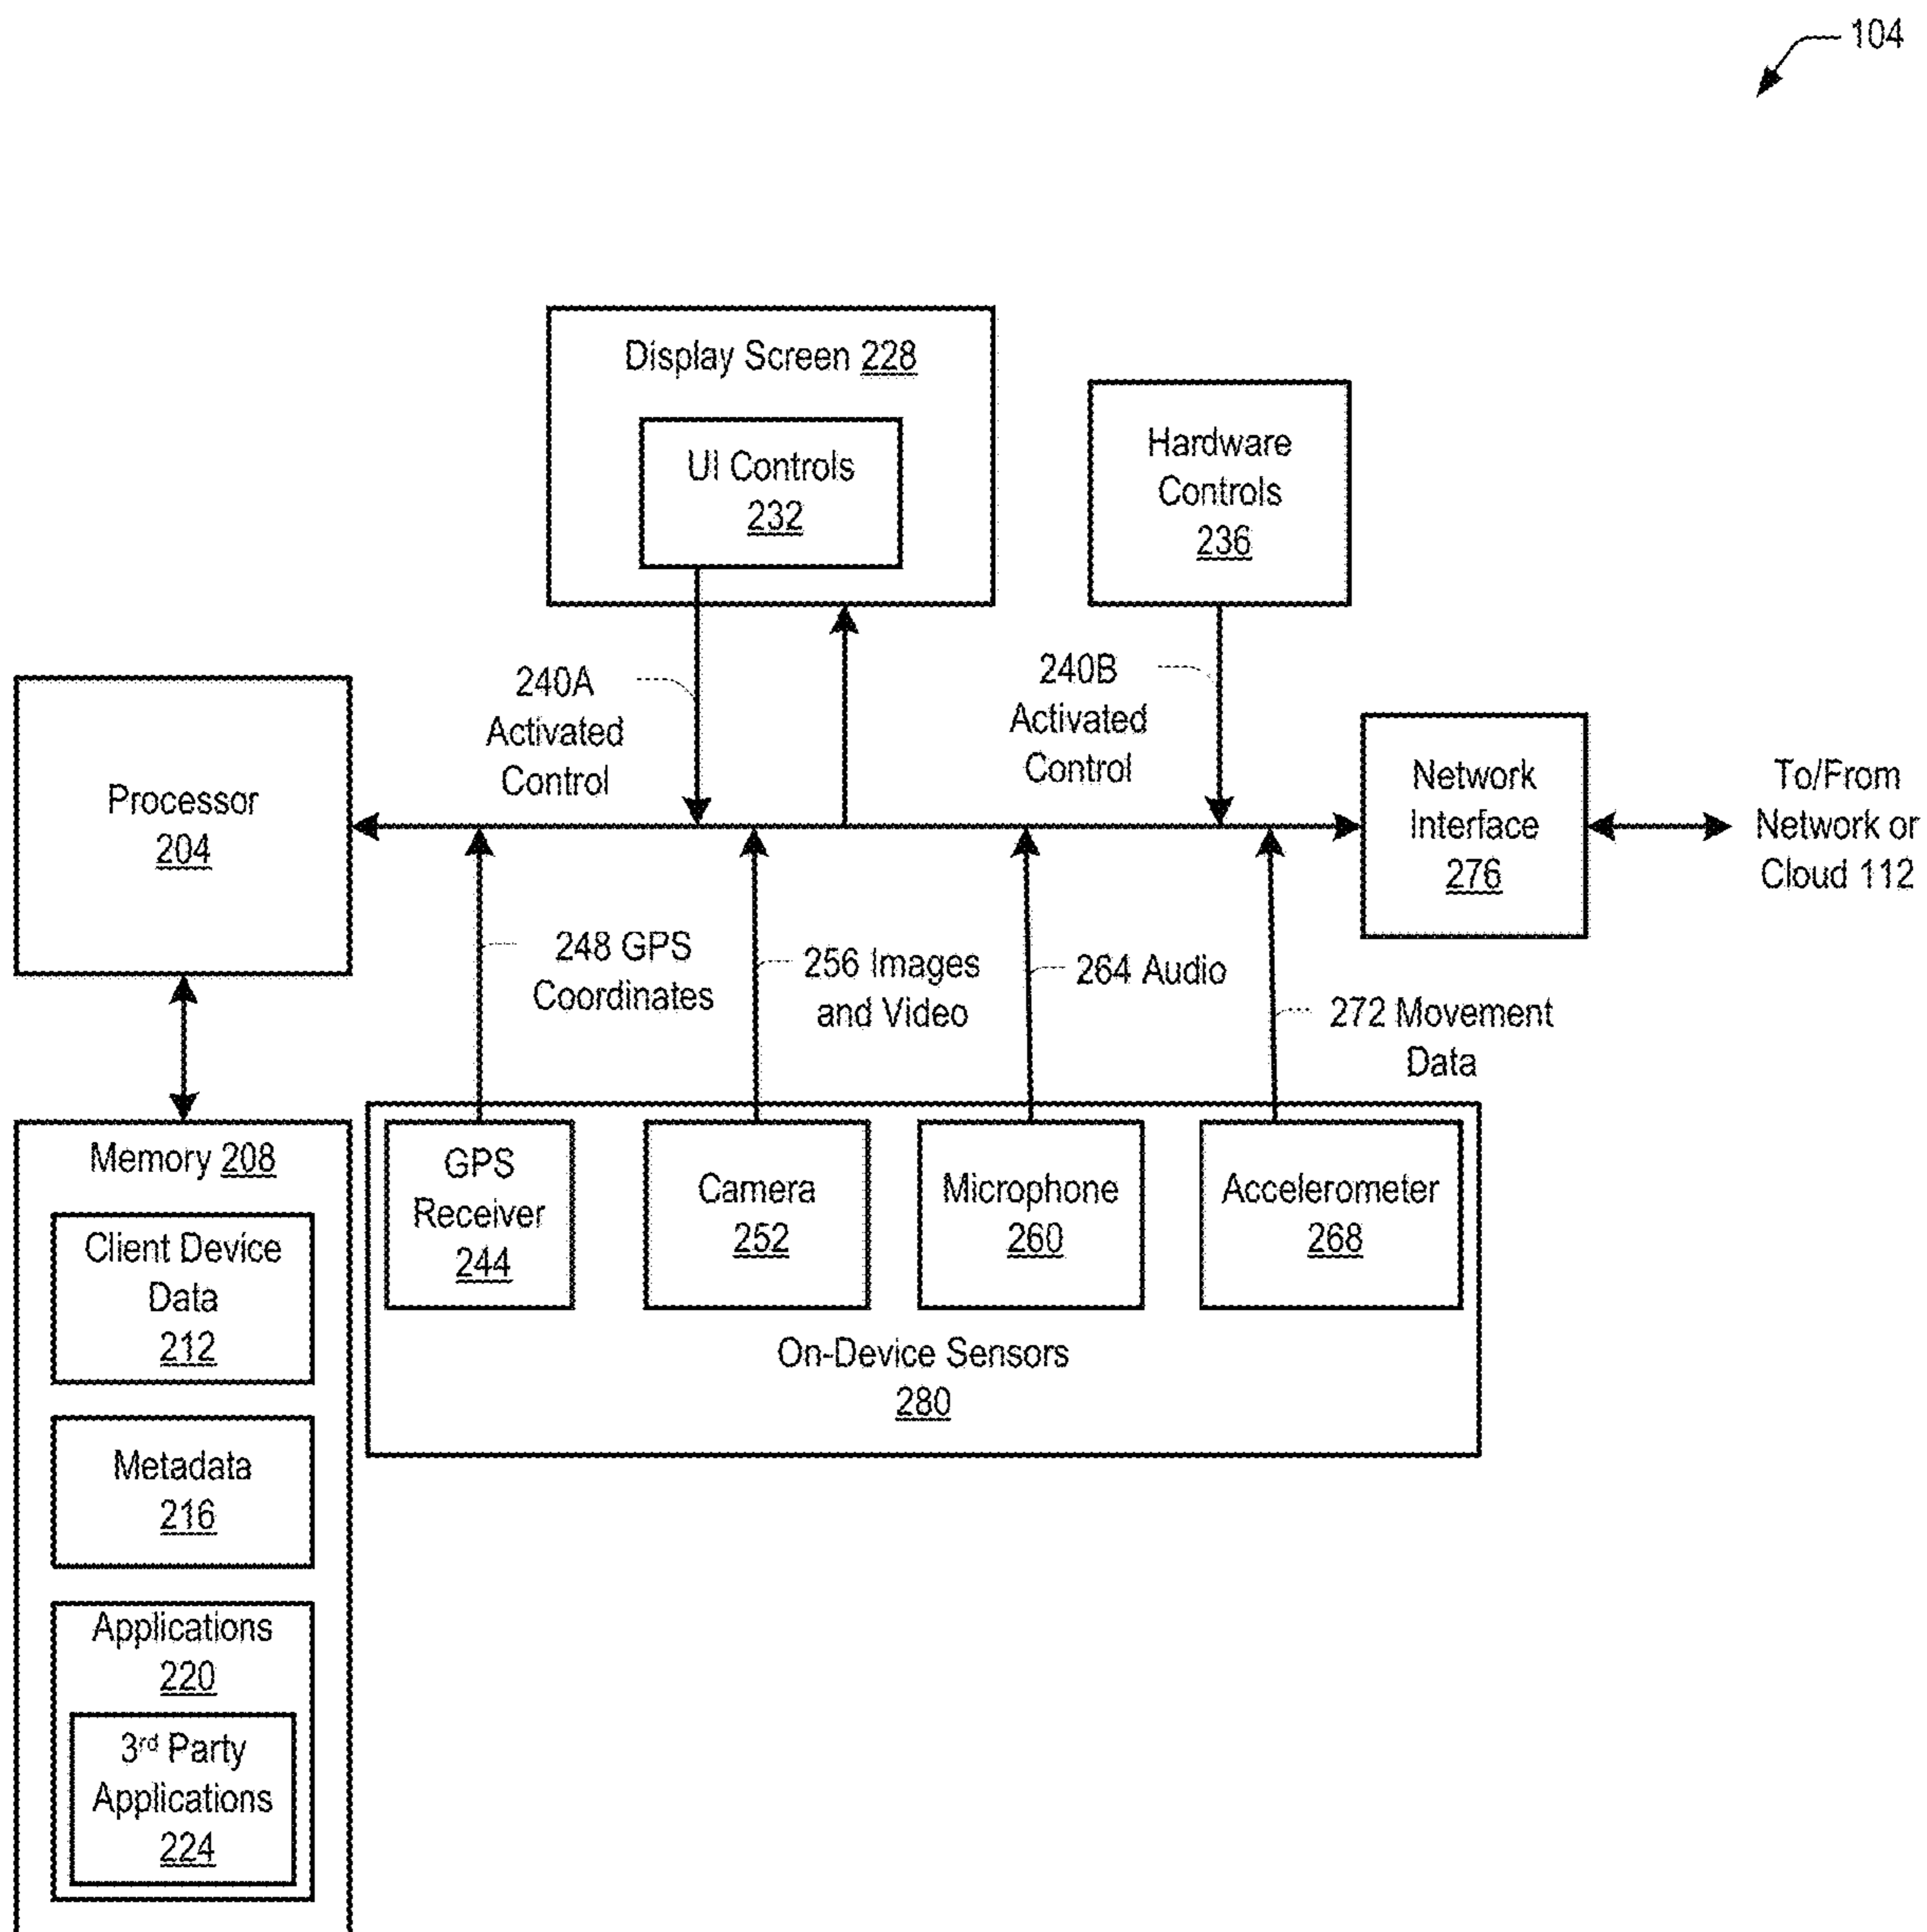 104
Display Screen 228
UI Controls
232
Hardware
Controls
236
240A
Activated
Control
240B
Activated
Control
Processor
204
Network
Interface
276
To/From
Network or
Cloud 112
248 GPS
Coordinates
256 Images
and Video
264 Audio
272 Movement
Data
Memory 208
Client Device
Data
212
Metadata
216
Applications
220
3rd Party
Applications
224
GPS
Receiver
244
Camera
252
Microphone
260
Accelerometer
268
On-Device Sensors
280